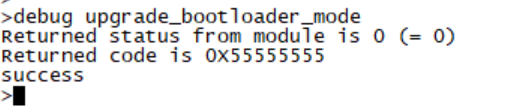 >debug upgrade_bootloader_mode
Returned status from module is 0 (= 0)
Returned code is 0X55555555
success
>